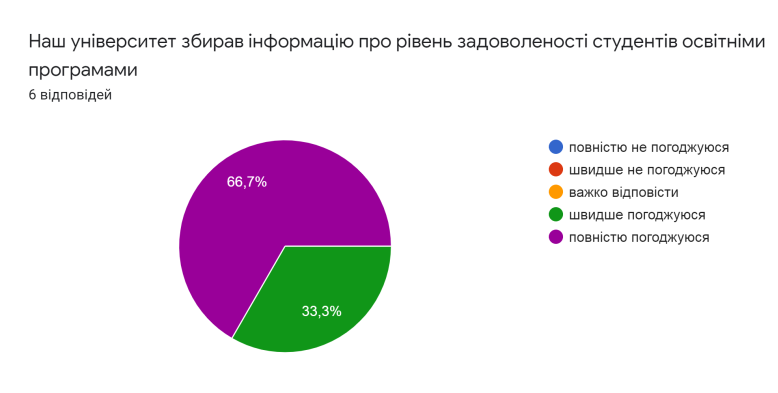 Наш університет збирав інформацію про рівень задоволеності студентів освітніми
програмами
6 відповідей
повністю не погоджуюся
швидше не погоджуюся
важко відповісти
швидше погоджуюся
повністю погоджуюся
66,7%
33,3%